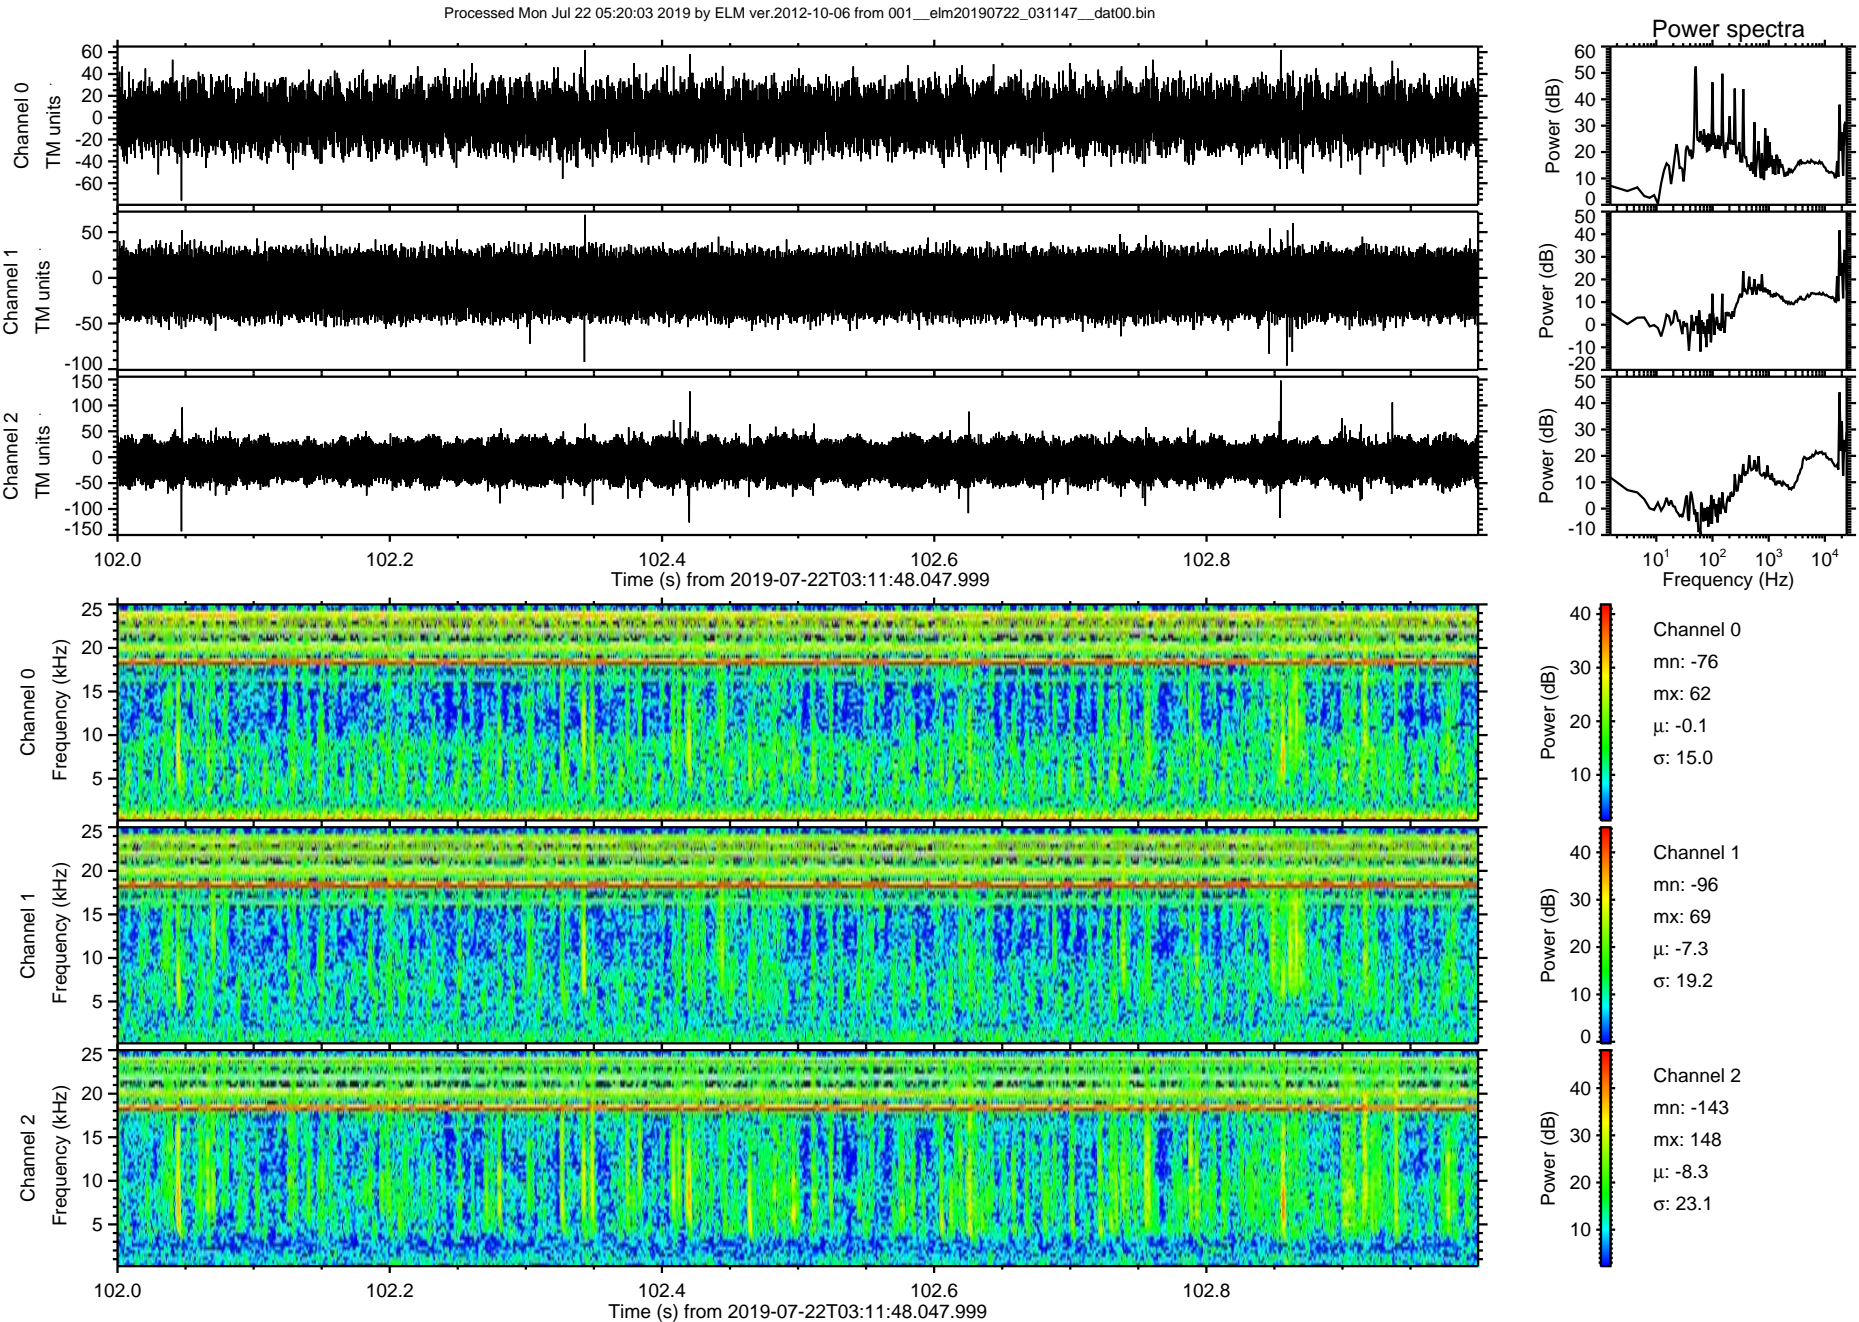 Processed Mon Jul 22 05:20:03 2019 by ELM ver.2012-10-06 from 001__elm20190722_031147__dat00.bin
Power spectra
Channel 0
TM units
60
40
20
0
-20
-40
-60
Power (dB)
60
50
40
30
20
10
0
Channel 1
TM units
50
0
-50
-100
Power (dB)
50
40
30
20
10
0
-10
-20
Channel 2
TM units
150
100
50
0
-50
-100
-150
Power (dB)
50
40
30
20
10
0
-10
102.0 102.2 102.4 102.6 102.8
Time (s) from 2019-07-22T03:11:48.047.999
10¹ 10² 10³ 10⁴
Frequency (Hz)
Channel 0
Frequency (kHz)
25
20
15
10
5
Power (dB)
40
30
20
10
Channel 0
mn: -76
mx: 62
μ: -0.1
σ: 15.0
Channel 1
Frequency (kHz)
25
20
15
10
5
Power (dB)
40
30
20
10
0
Channel 1
mn: -96
mx: 69
μ: -7.3
σ: 19.2
Channel 2
Frequency (kHz)
25
20
15
10
5
Power (dB)
40
30
20
10
Channel 2
mn: -143
mx: 148
μ: -8.3
σ: 23.1
102.0 102.2 102.4 102.6 102.8
Time (s) from 2019-07-22T03:11:48.047.999